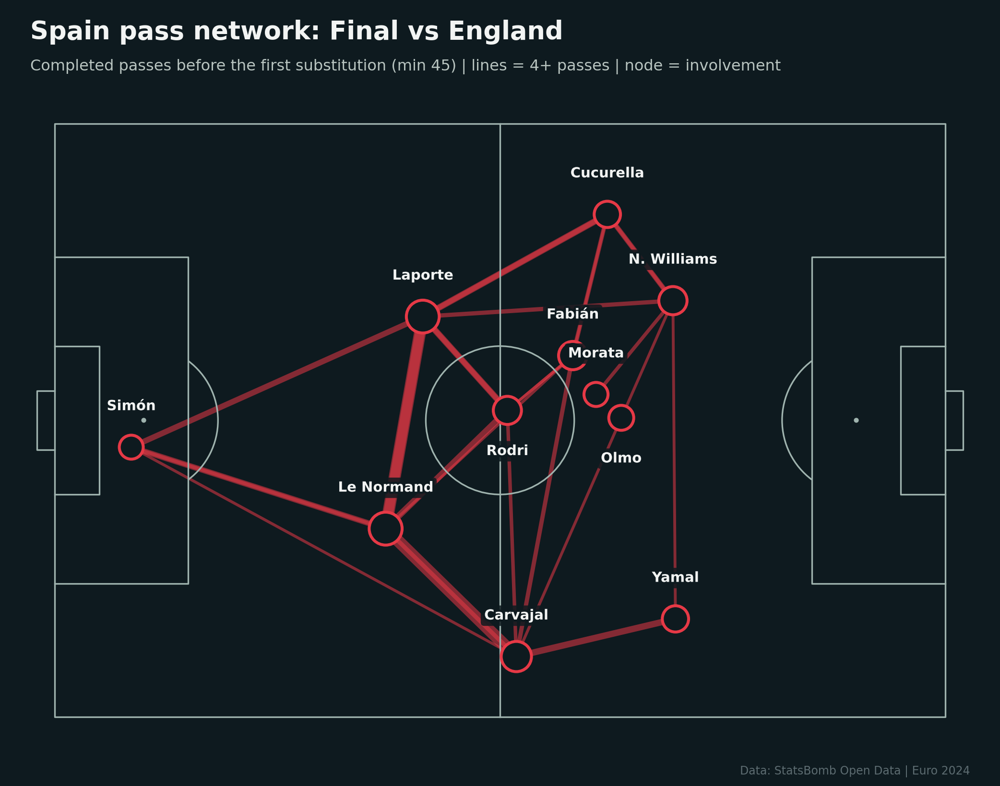 Spain pass network: Final vs England
Completed passes before the first substitution (min 45) | lines = 4+ passes | node = involvement
Cucurella
N. Williams
Laporte
Fabián
Morata
Simón
Rodri
Olmo
Le Normand
Yamal
Carvajal
Data: StatsBomb Open Data | Euro 2024